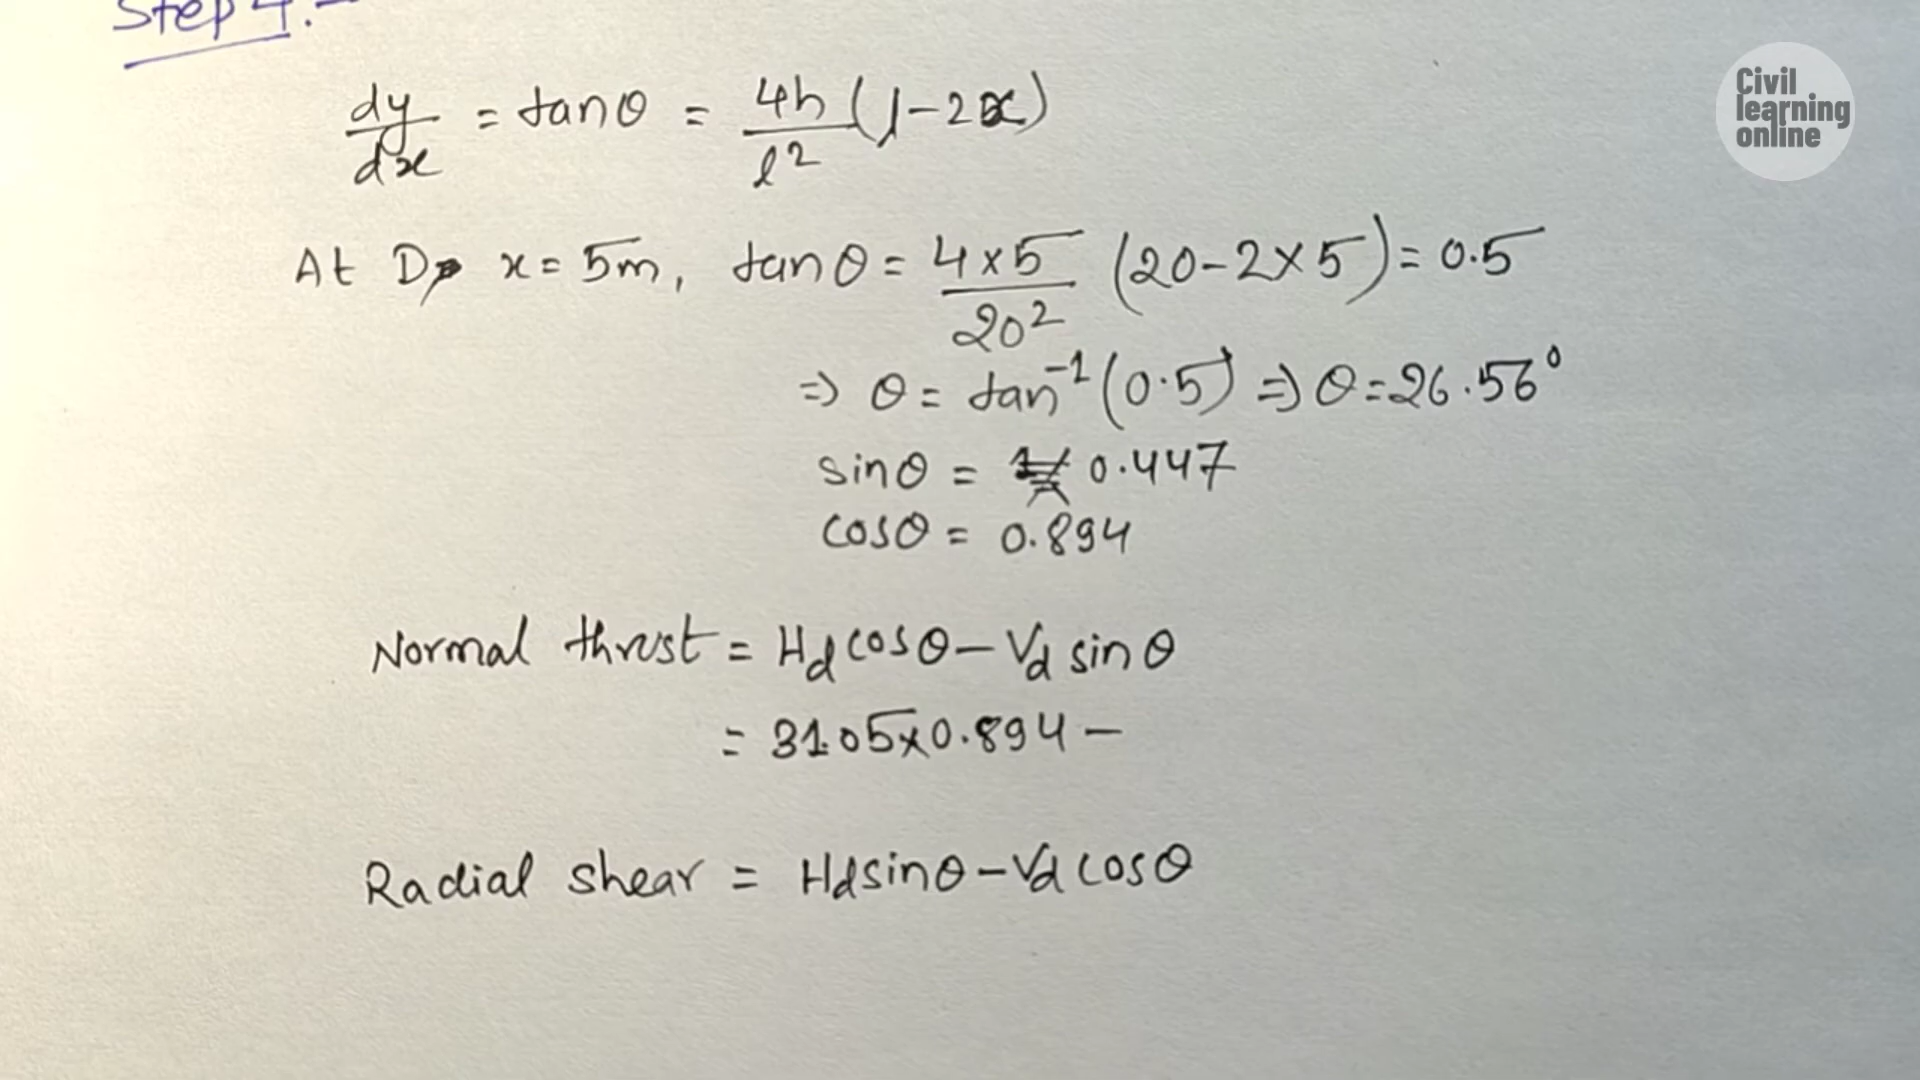 Step 4:-
Civil
learning
online
dy/dx = tanθ = 4h/l² (l-2x)
At D, x = 5m, tanθ = 4×5/20² (20-2×5) = 0.5
=> θ = tan⁻¹(0.5) => θ = 26.56°
sinθ = 0.447
cosθ = 0.894
Normal thrust = Hd cosθ - Vd sinθ
= 31.05×0.894 -
Radial shear = Hd sinθ - Vd cosθ